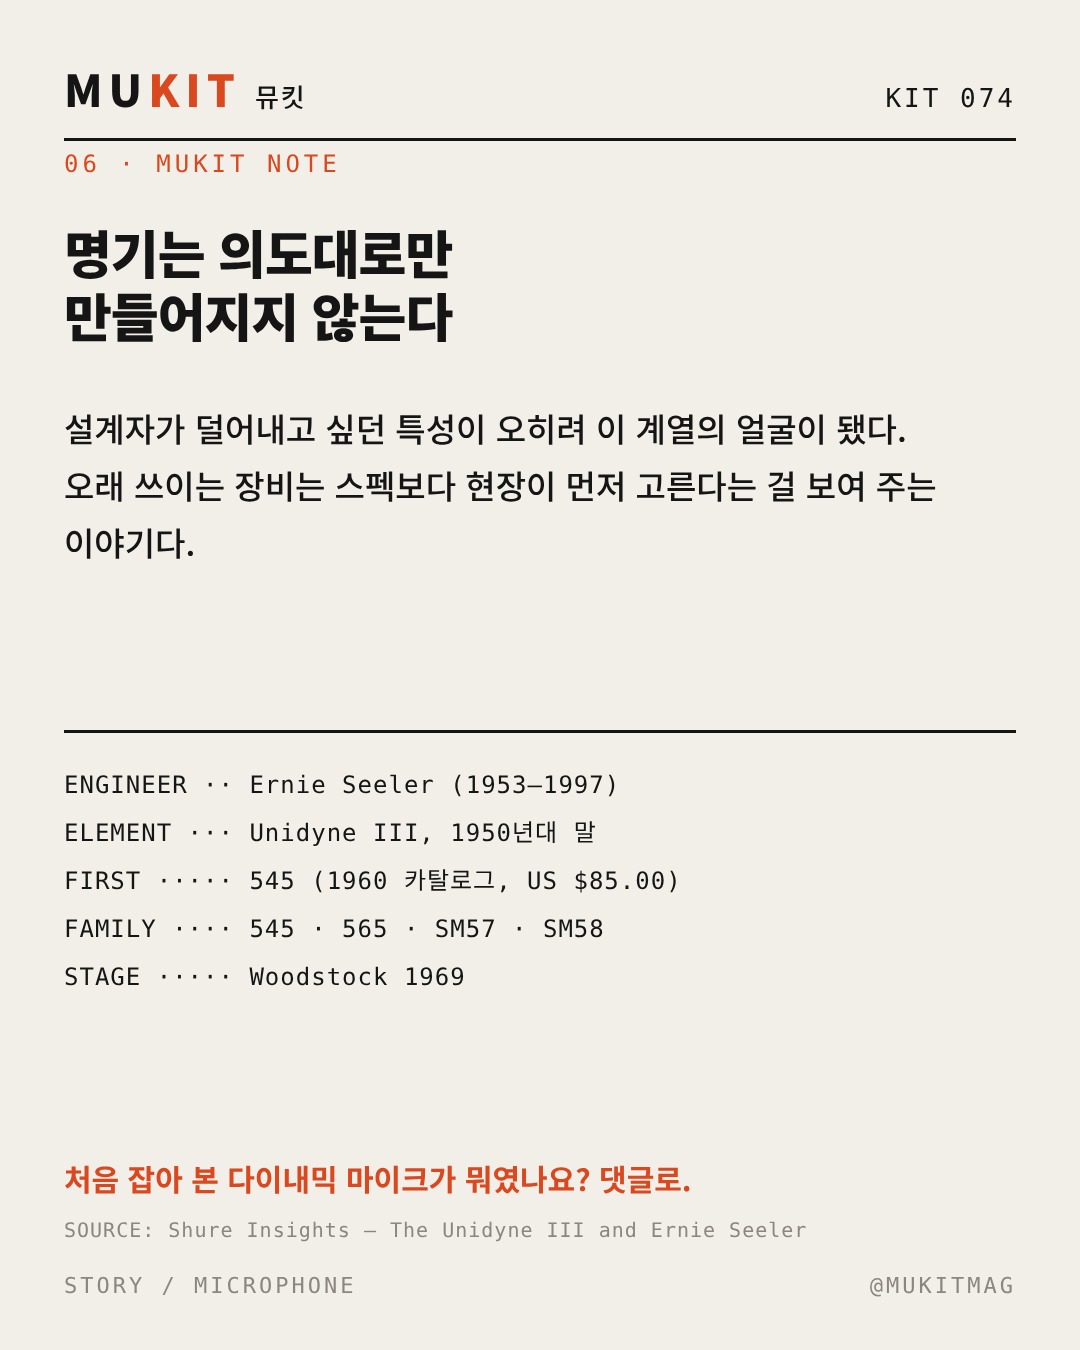 MUKIT 뮤킷
KIT 074
06 · MUKIT NOTE
명기는 의도대로만
만들어지지 않는다
설계자가 덜어내고 싶던 특성이 오히려 이 계열의 얼굴이 됐다.
오래 쓰이는 장비는 스펙보다 현장이 먼저 고른다는 걸 보여 주는
이야기다.
ENGINEER ·· Ernie Seeler (1953–1997)
ELEMENT ··· Unidyne III, 1950년대 말
FIRST ····· 545 (1960 카탈로그, US $85.00)
FAMILY ···· 545 · 565 · SM57 · SM58
STAGE ····· Woodstock 1969
처음 잡아 본 다이내믹 마이크가 뭐였나요? 댓글로.
SOURCE: Shure Insights — The Unidyne III and Ernie Seeler
STORY / MICROPHONE
@MUKITMAG